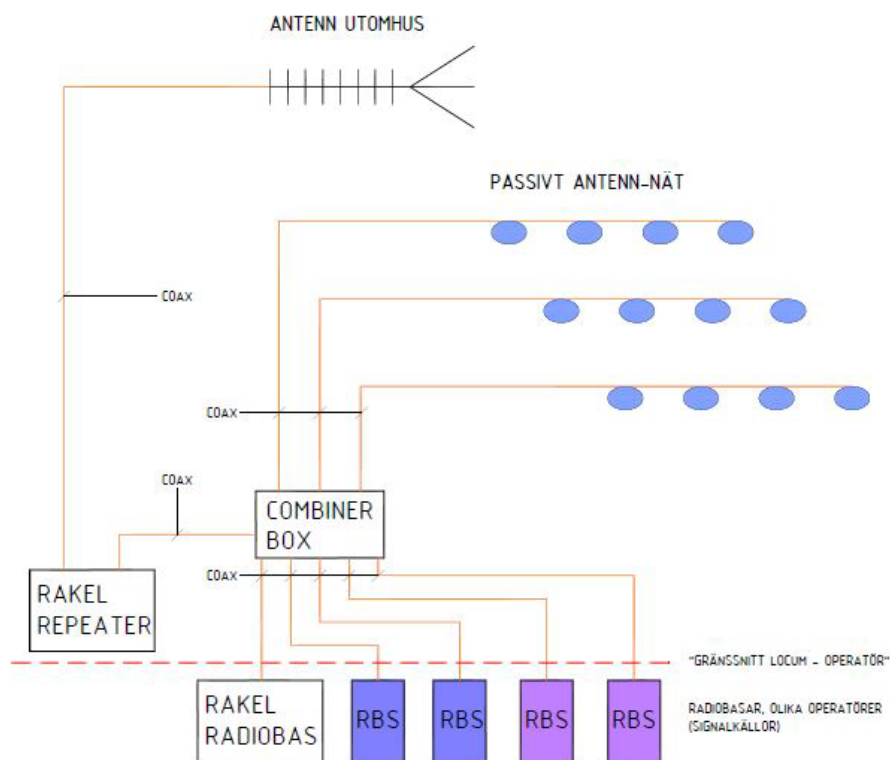 ANTENN UTOMHUS
PASSIVT ANTENN-NÄT
COAX
COAX
COAX
COMBINER
BOX
COAX
RAKEL
REPEATER
"GRÄNSSNITT LOCUM - OPERATÖR"
RAKEL
RADIOBAS
RBS
RBS
RBS
RBS
RADIOBASAR, OLIKA OPERATÖRER
(SIGNALKÄLLOR)